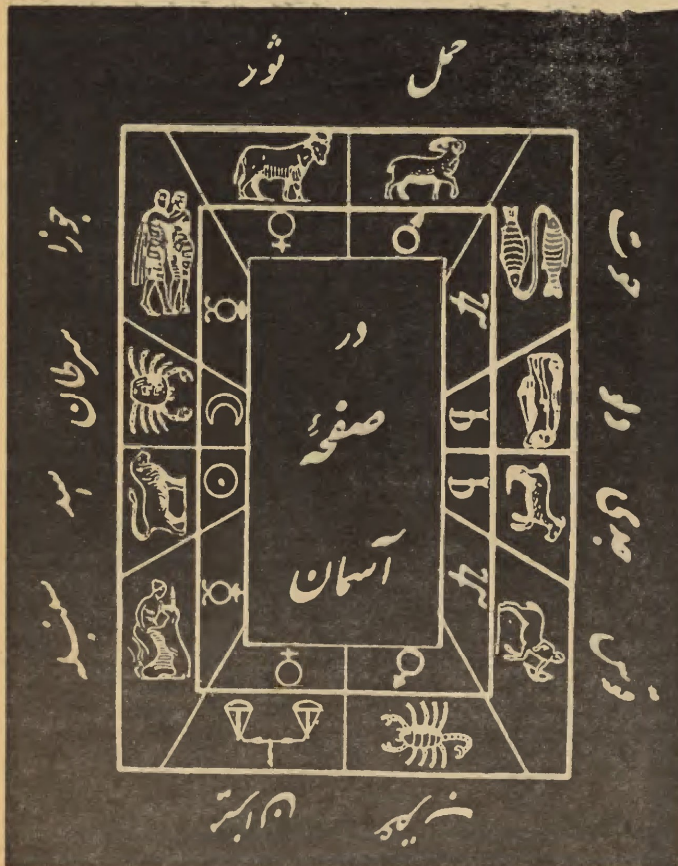 حمل
ثور
جوزا
سرطان
اسد
سنبله
میزان
عقرب
قوس
جدی
دلو
حوت
در
صفحهٔ
آسمان